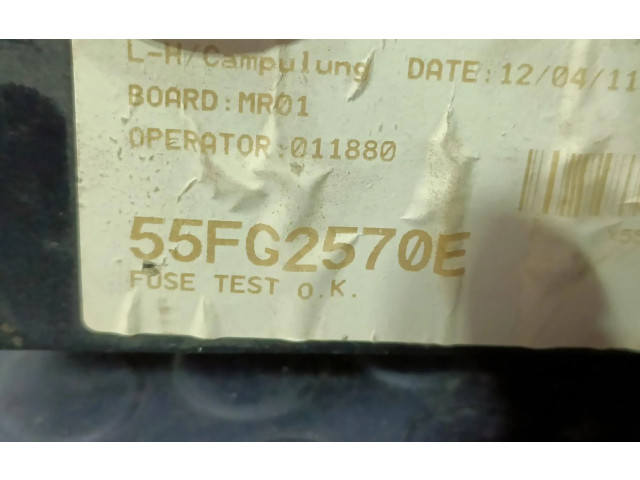 L-H/Campulung DATE:12/04/11
BOARD:MR01
OPERATOR:011880
55FG2570E
FUSE TEST O.K.